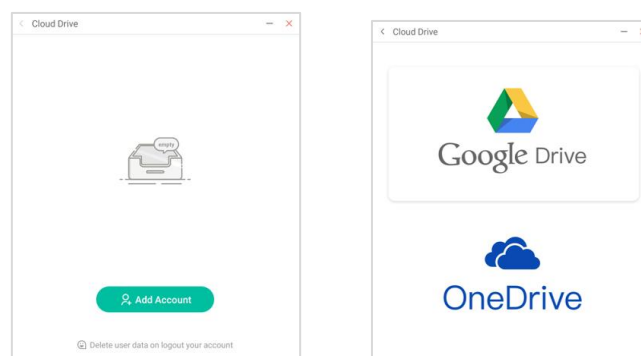 Cloud Drive
empty
Add Account
Delete user data on logout your account
Cloud Drive
Google Drive
OneDrive